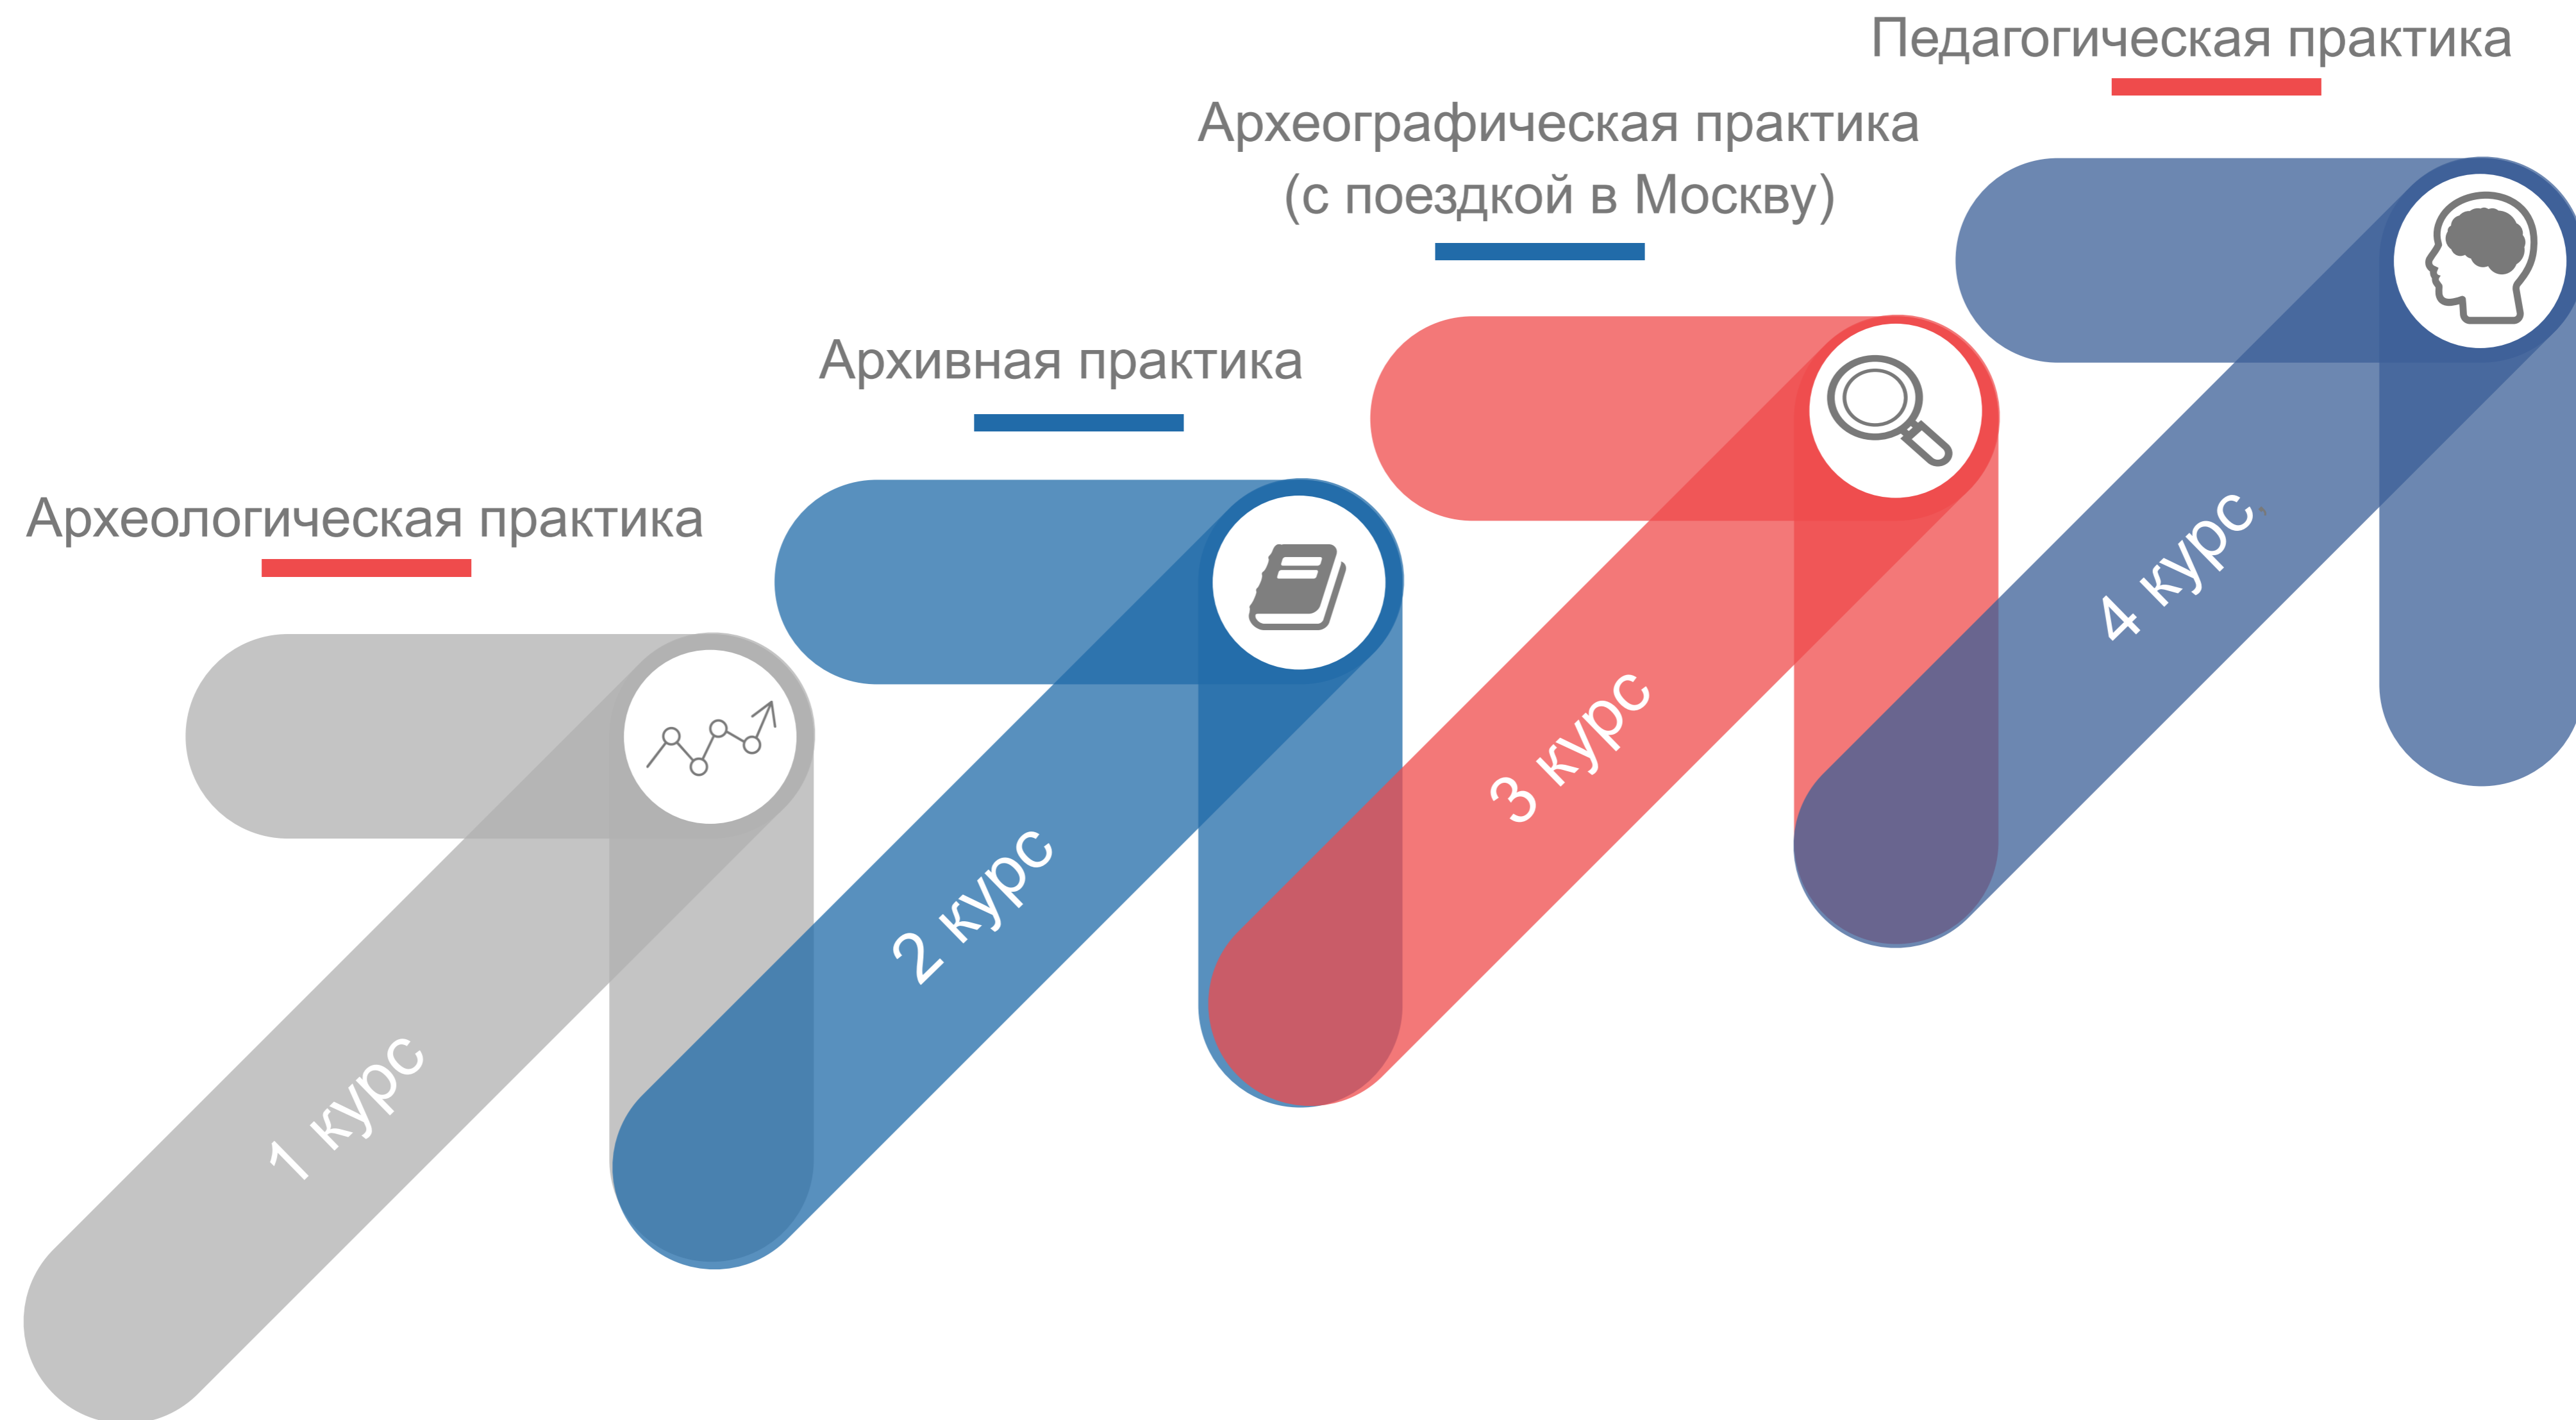 Педагогическая практика
Археографическая практика
(с поездкой в Москву)
Архивная практика
Археологическая практика
1 курс
2 курс
3 курс
4 курс,